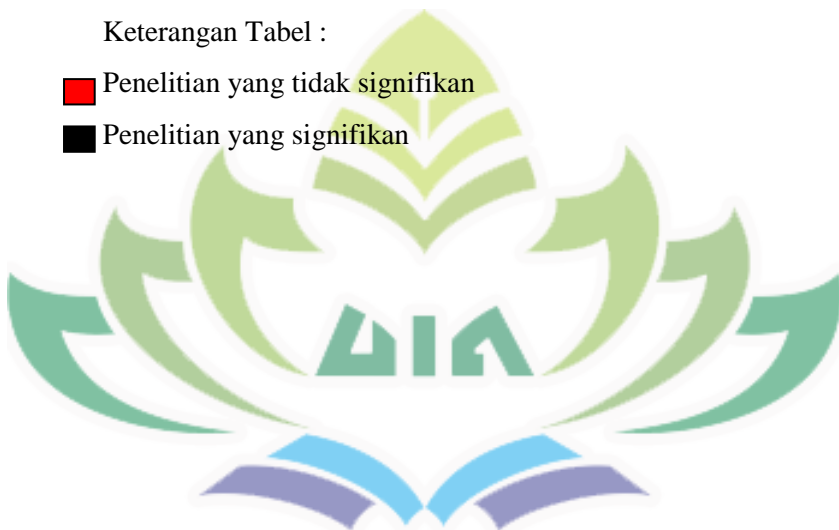 Keterangan Tabel :
Penelitian yang tidak signifikan
Penelitian yang signifikan